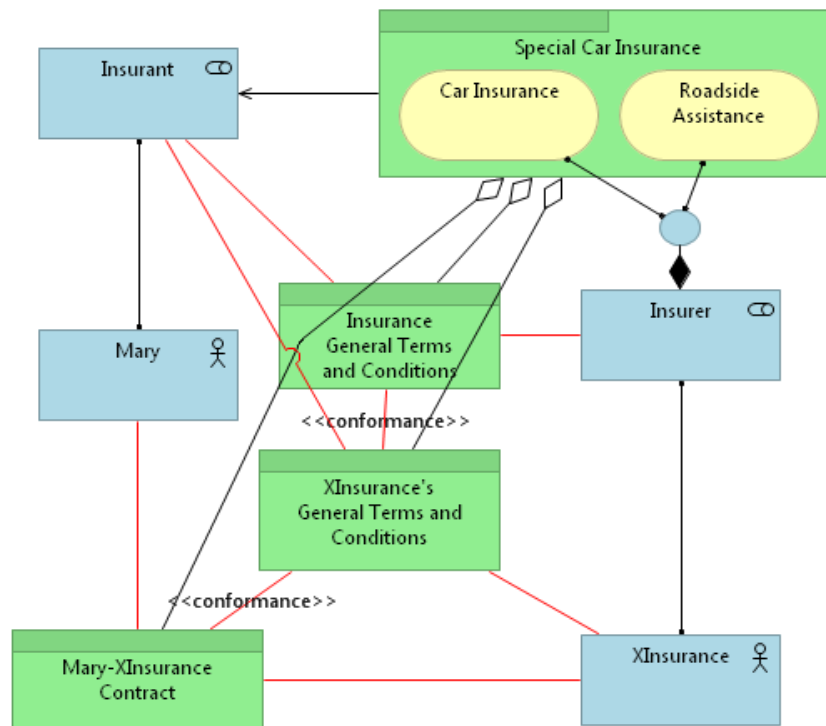 Special Car Insurance
Insurant
Car Insurance
Roadside
Assistance
Insurance
General Terms
and Conditions
Insurer
Mary
<<conformance>>
XInsurance's
General Terms and
Conditions
<<conformance>>
Mary-XInsurance
Contract
XInsurance